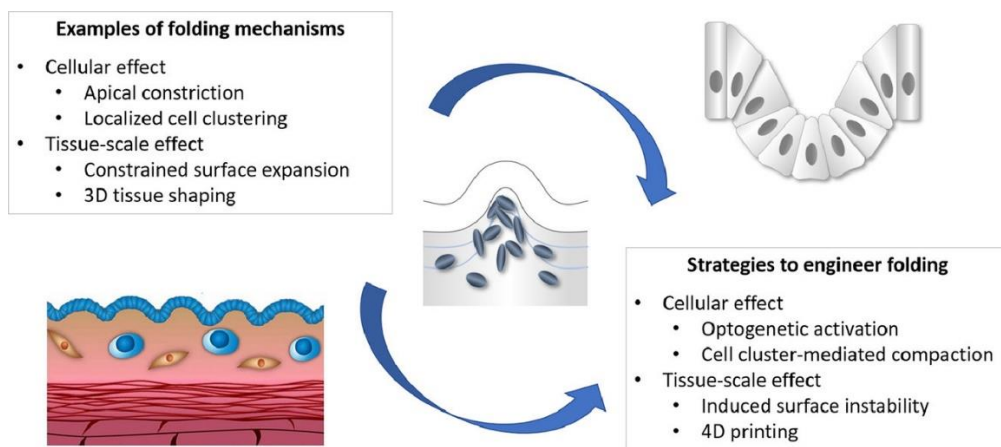 Examples of folding mechanisms
• Cellular effect
• Apical constriction
• Localized cell clustering
• Tissue-scale effect
• Constrained surface expansion
• 3D tissue shaping
Strategies to engineer folding
• Cellular effect
• Optogenetic activation
• Cell cluster-mediated compaction
• Tissue-scale effect
• Induced surface instability
• 4D printing